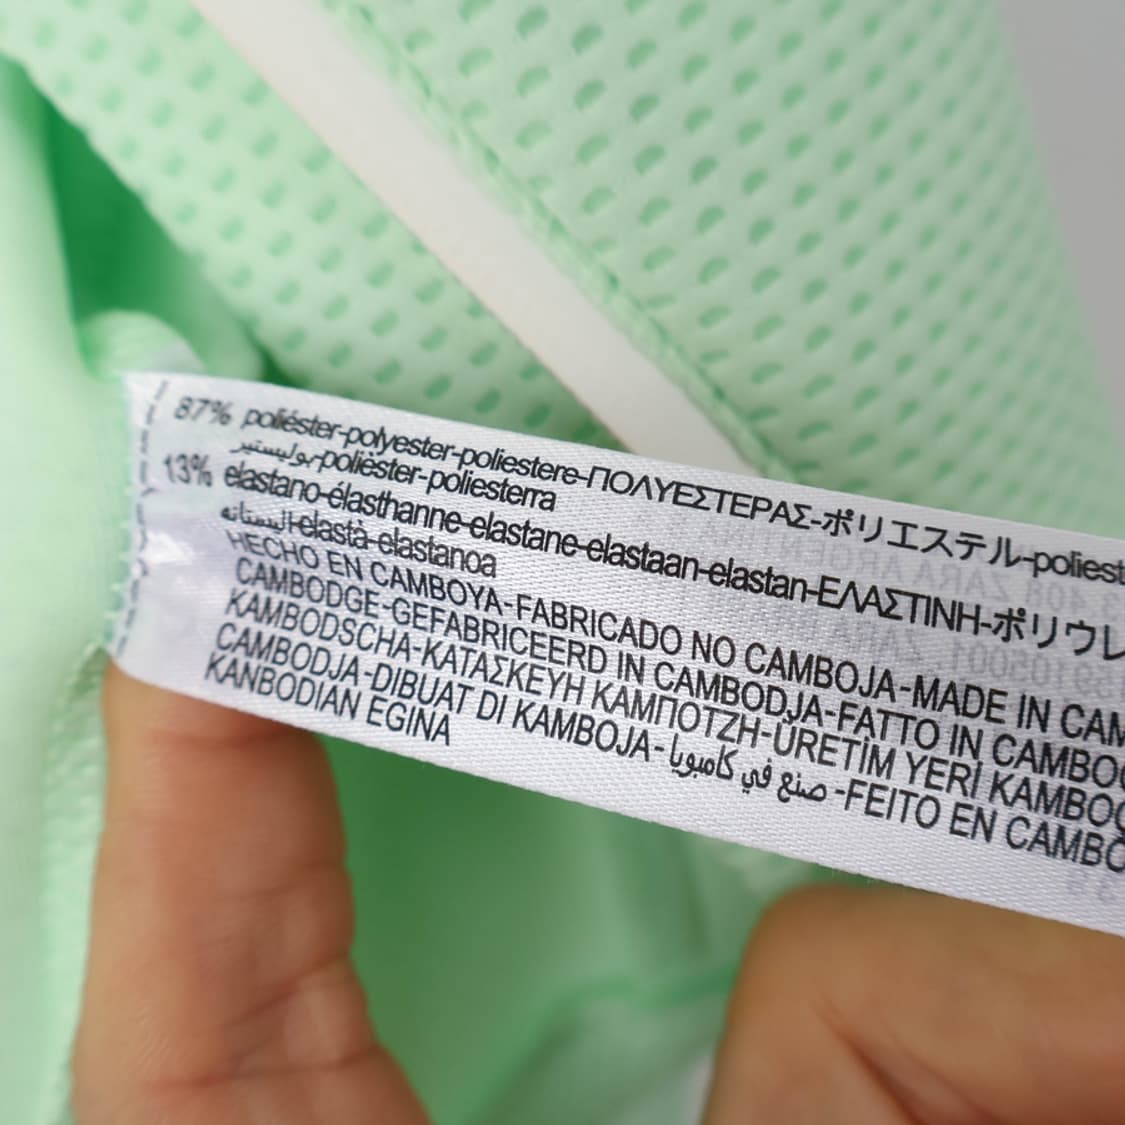 87% poliéster-polyester-poliestere-ΠΟΛΥΕΣΤΕΡΑΣ-ポリエステル-poliest
بوليستير-polièster-poliesterra
13% elastano-élasthanne-elastane-elastaan-elastan-ΕΛΑΣΤΙΝΗ-ポリウレ
اليستانه-elastà-elastanoa
HECHO EN CAMBOYA-FABRICADO NO CAMBOJA-MADE IN CAM
CAMBODGE-GEFABRICEERD IN CAMBODJA-FATTO IN CAMBO
KAMBODSCHA-ΚΑΤΑΣΚΕΥΗ ΚΑΜΠΟΤΖΗ-ÜRETİM YERİ KAMBOÇ
CAMBODJA-DIBUAT DI KAMBOJA- صنع في كامبويا -FEITO EN CAMBO
KANBODIAN EGINA